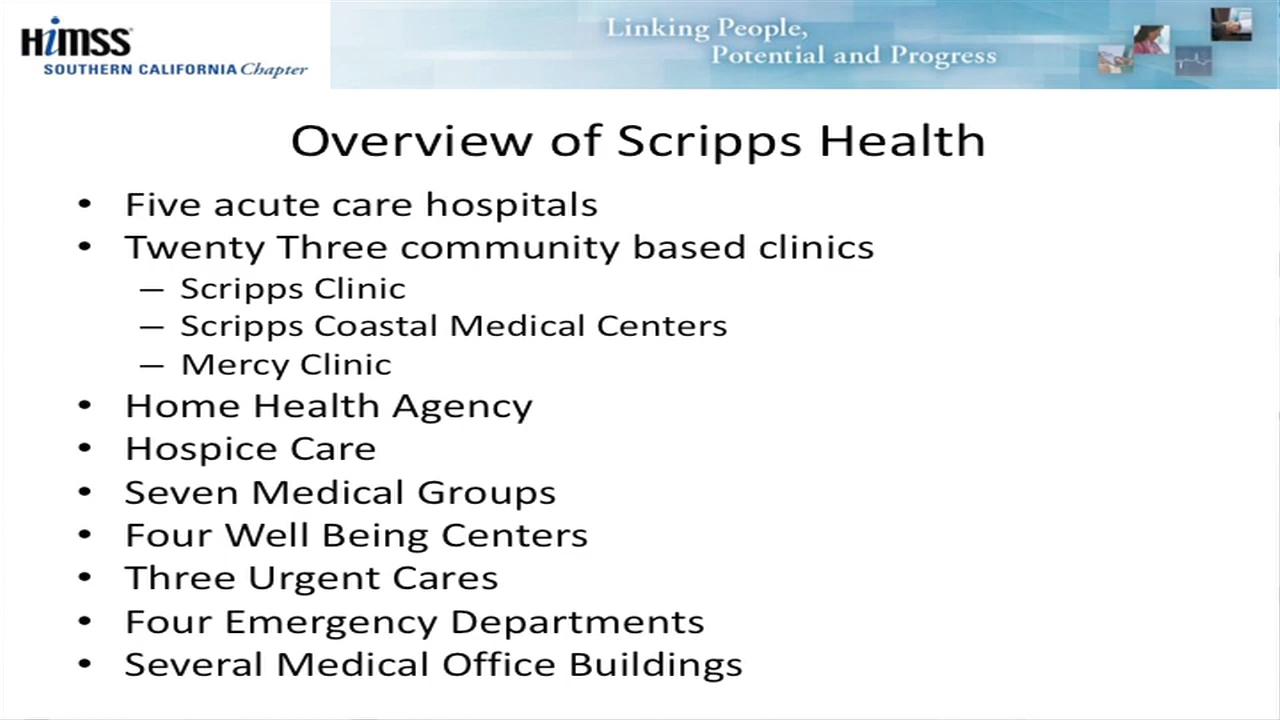 HiMSS
SOUTHERN CALIFORNIA Chapter
Linking People,
Potential and Progress
Overview of Scripps Health
• Five acute care hospitals
• Twenty Three community based clinics
– Scripps Clinic
– Scripps Coastal Medical Centers
– Mercy Clinic
• Home Health Agency
• Hospice Care
• Seven Medical Groups
• Four Well Being Centers
• Three Urgent Cares
• Four Emergency Departments
• Several Medical Office Buildings